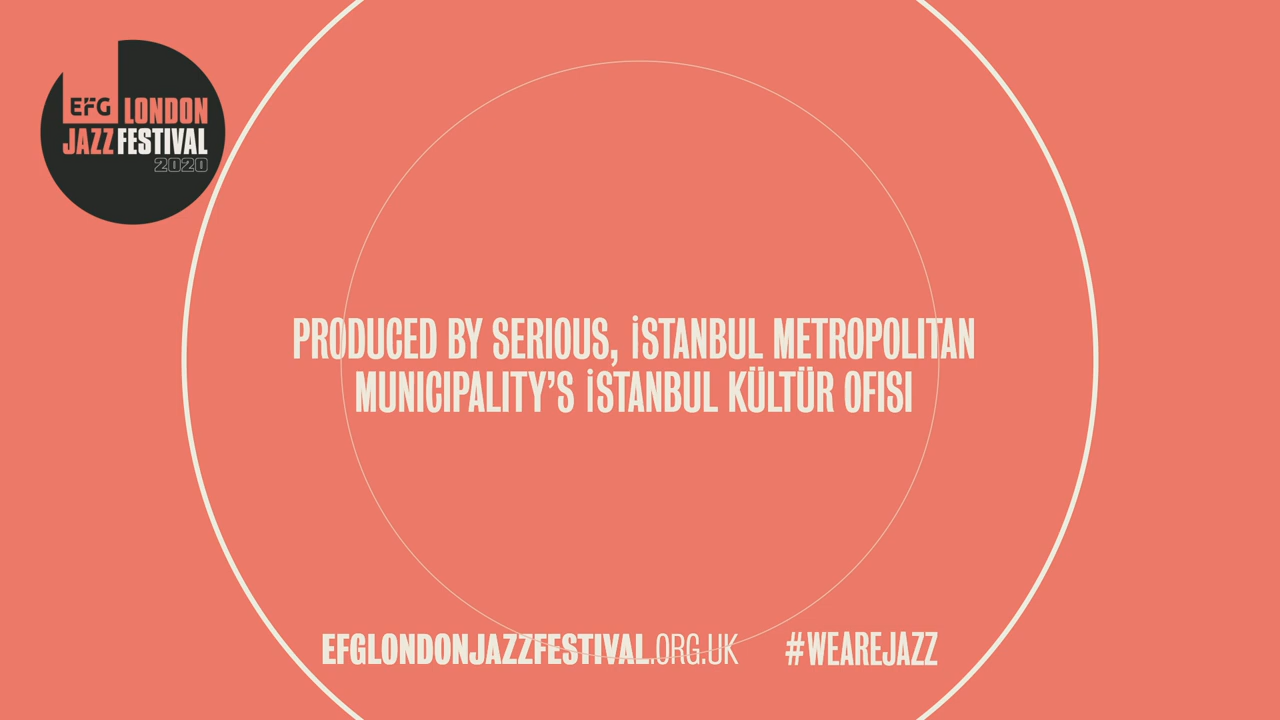 EFG LONDON
JAZZ FESTIVAL
2020
PRODUCED BY SERIOUS, İSTANBUL METROPOLITAN
MUNICIPALITY’S İSTANBUL KÜLTÜR OFISI
EFGLONDONJAZZFESTIVAL.ORG.UK #WEAREJAZZ